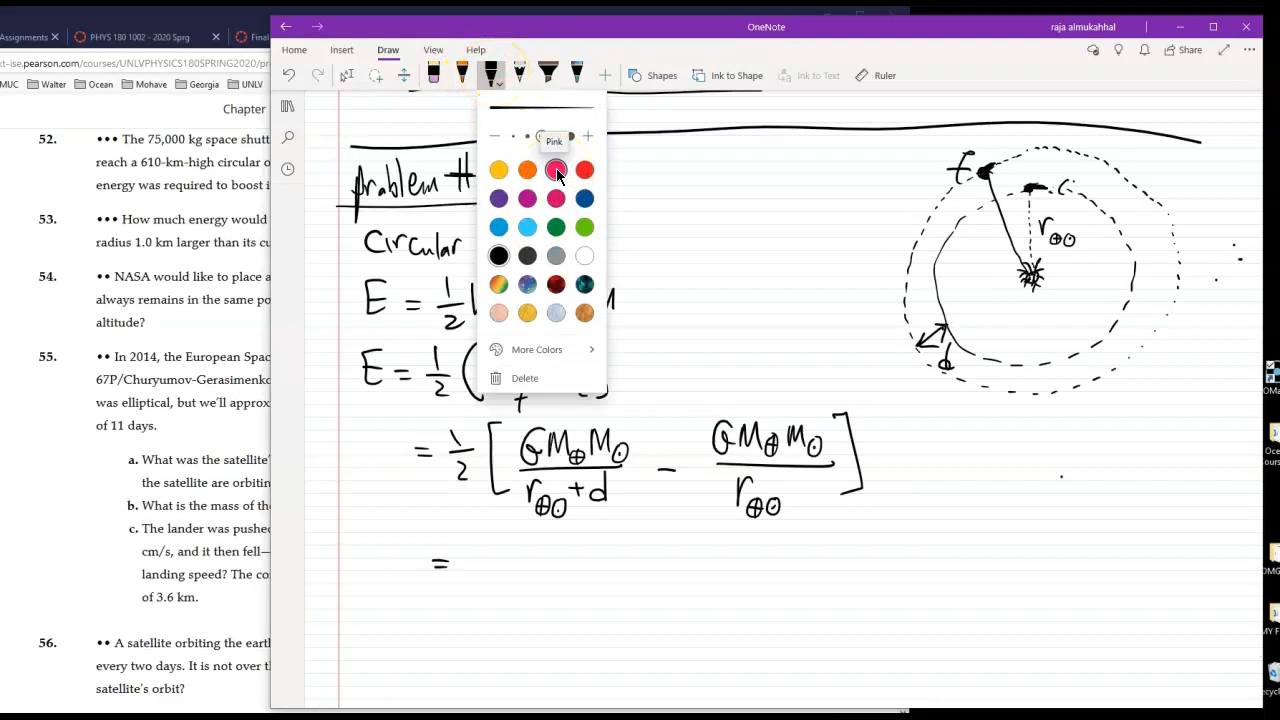 OneNote
raja almukahhal
Assignments
PHYS 180 1002 - 2020 Sprg
Final
xt-ise.pearson.com/courses/UNLVPHYSICS180SPRING2020/pr
MUC Walter Ocean Mohave Georgia UNLV
Home Insert Draw View Help Share
Shapes Ink to Shape Ink to Text Ruler
Chapter
52. ••• The 75,000 kg space shutt
reach a 610-km-high circular o
energy was required to boost i
53. ••• How much energy would
radius 1.0 km larger than its cu
54. •• NASA would like to place a
always remains in the same po
altitude?
55. •• In 2014, the European Spac
67P/Churyumov-Gerasimenko
was elliptical, but we'll approx
of 11 days.
a. What was the satellite'
the satellite are orbitin
b. What is the mass of the
c. The lander was pushed
cm/s, and it then fell—
landing speed? The co
of 3.6 km.
56. •• A satellite orbiting the earth
every two days. It is not over th
satellite's orbit?
Pink
More Colors
Delete
problem #
Circular
E = 1/2
E = 1/2 (
= 1/2 [ GM⊕M⊙ / r⊕⊙ + d − GM⊕M⊙ / r⊕⊙ ]
=
f
i
r⊕⊙
d